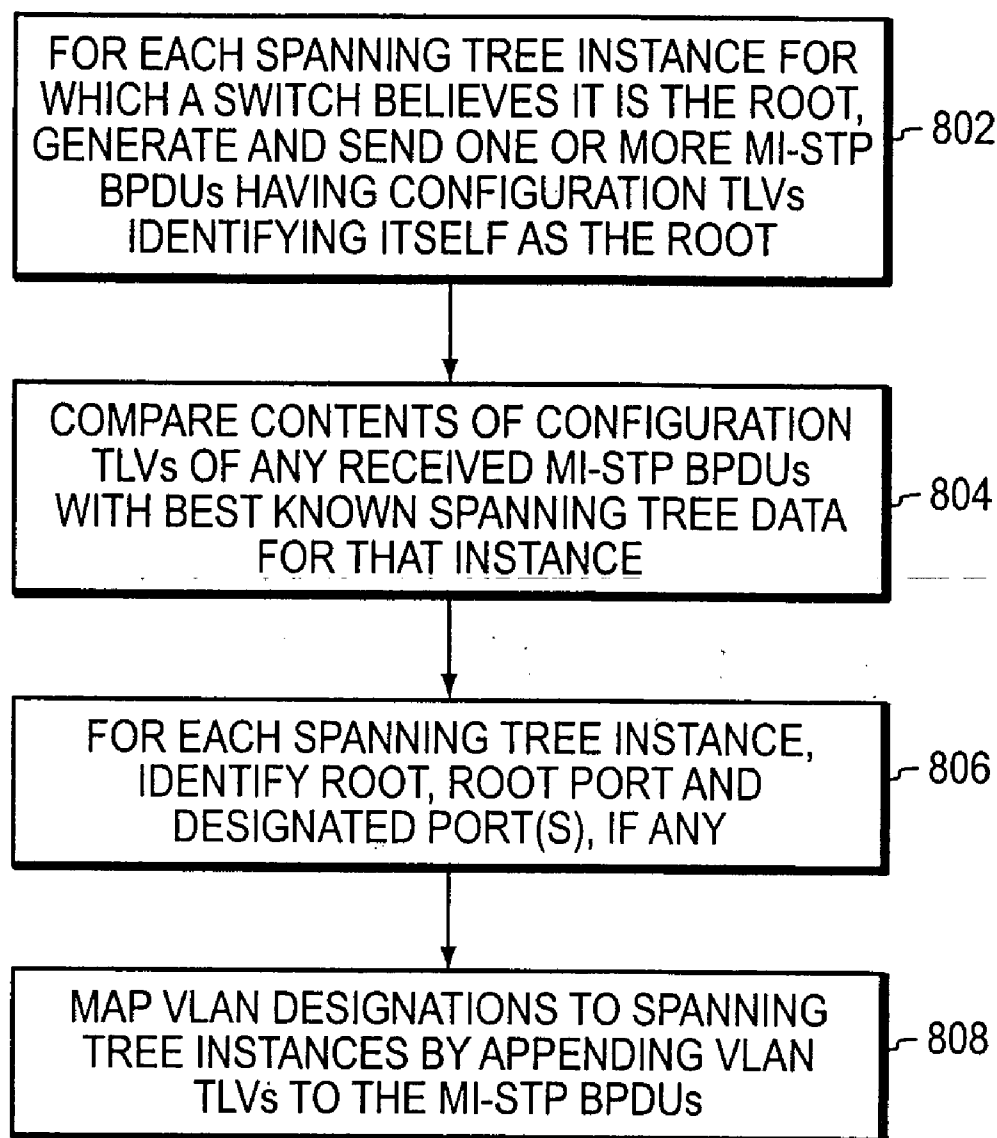 FOR EACH SPANNING TREE INSTANCE FOR
WHICH A SWITCH BELIEVES IT IS THE ROOT,
GENERATE AND SEND ONE OR MORE MI-STP
BPDUs HAVING CONFIGURATION TLVs
IDENTIFYING ITSELF AS THE ROOT
802
COMPARE CONTENTS OF CONFIGURATION
TLVs OF ANY RECEIVED MI-STP BPDUs
WITH BEST KNOWN SPANNING TREE DATA
FOR THAT INSTANCE
804
FOR EACH SPANNING TREE INSTANCE,
IDENTIFY ROOT, ROOT PORT AND
DESIGNATED PORT(S), IF ANY
806
MAP VLAN DESIGNATIONS TO SPANNING
TREE INSTANCES BY APPENDING VLAN
TLVs TO THE MI-STP BPDUs
808